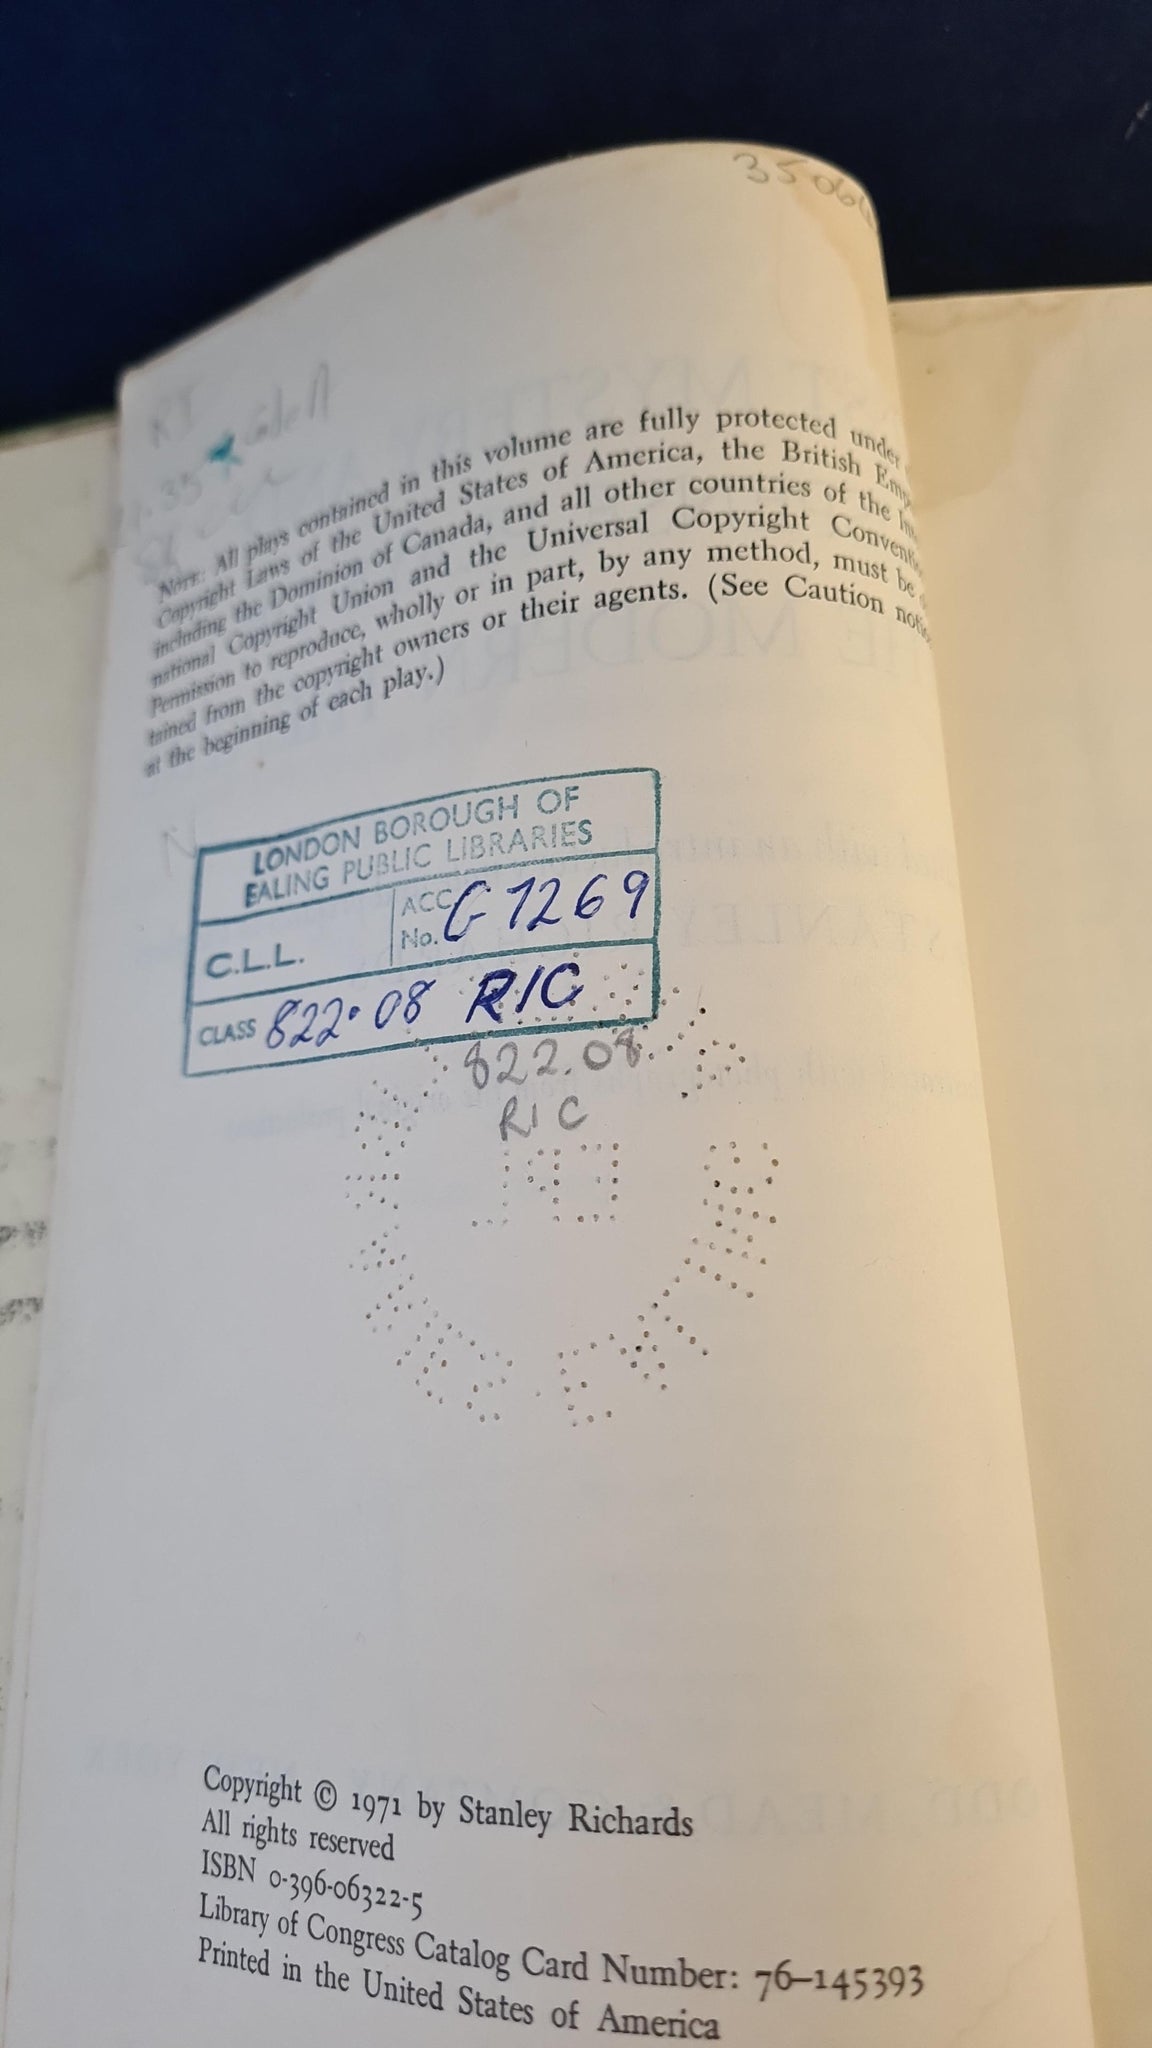 3506
NOTE: All plays contained in this volume are fully protected under
Copyright Laws of the United States of America, the British Emp
including the Dominion of Canada, and all other countries of the In
national Copyright Union and the Universal Copyright Conventi
Permission to reproduce, wholly or in part, by any method, must be
tained from the copyright owners or their agents. (See Caution noti
at the beginning of each play.)
LONDON BOROUGH OF
EALING PUBLIC LIBRARIES
C.L.L.
ACC No. G 1269
CLASS 822.08 RIC
822.08
RIC
Copyright © 1971 by Stanley Richards
All rights reserved
ISBN 0-396-06322-5
Library of Congress Catalog Card Number: 76–145393
Printed in the United States of America